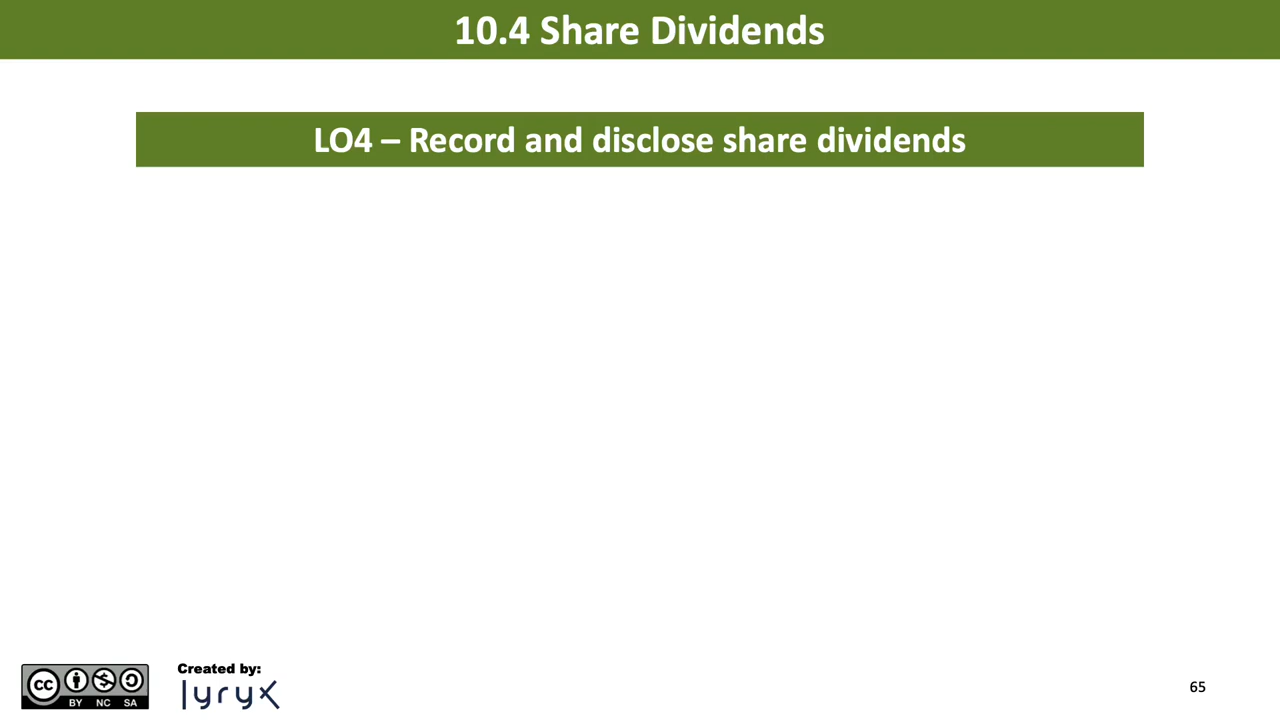 10.4 Share Dividends
LO4 – Record and disclose share dividends
Created by:
lyryx
cc
BY NC SA
65